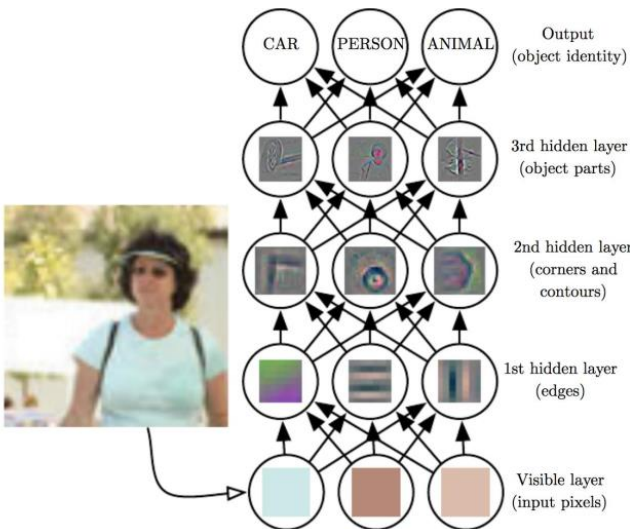 CAR PERSON ANIMAL
Output
(object identity)
3rd hidden layer
(object parts)
2nd hidden layer
(corners and
contours)
1st hidden layer
(edges)
Visible layer
(input pixels)